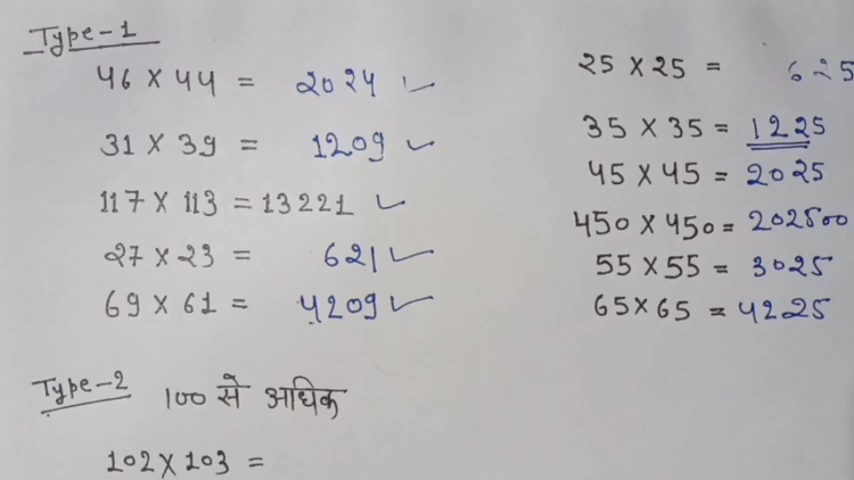 Type-1
46 × 44 = 2024 ✓
31 × 39 = 1209 ✓
117 × 113 = 13221 ✓
27 × 23 = 621 ✓
69 × 61 = 4209 ✓
25 × 25 = 625
35 × 35 = 1225
45 × 45 = 2025
450 × 450 = 202500
55 × 55 = 3025
65 × 65 = 4225
Type-2 100 से अधिक
102 × 103 =